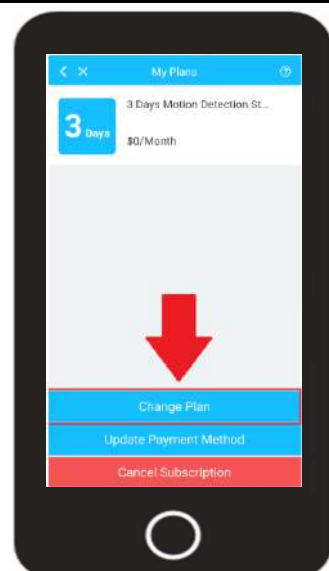 My Plans
3 Days
3 Days Motion Detection St...
$0/Month
Change Plan
Update Payment Method
Cancel Subscription